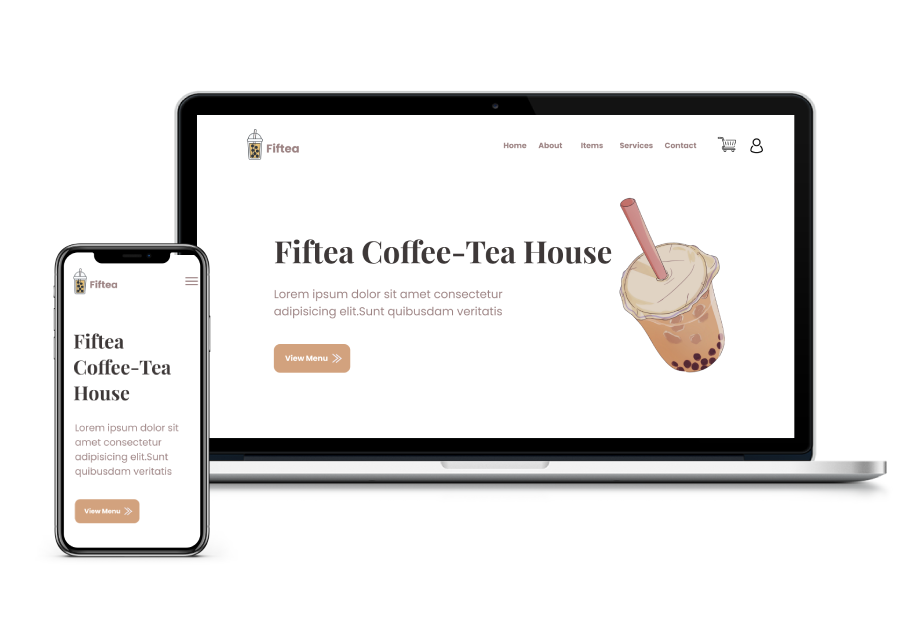 Fiftea
Home About Items Services Contact
Fiftea Coffee-Tea House
Lorem ipsum dolor sit amet consectetur
adipisicing elit.Sunt quibusdam veritatis
View Menu
Fiftea
Fiftea
Coffee-Tea
House
Lorem ipsum dolor sit
amet consectetur
adipisicing elit.Sunt
quibusdam veritatis
View Menu